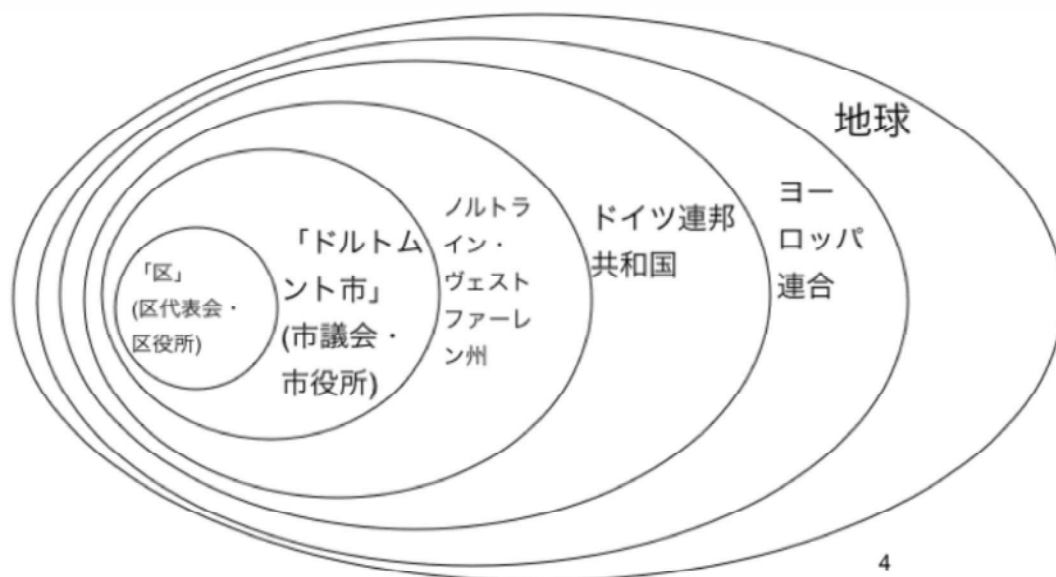 地球
「区」
(区代表会・
区役所)
「ドルトム
ント市」
(市議会・
市役所)
ノルトラ
イン・
ヴェスト
ファーレ
ン州
ドイツ連邦
共和国
ヨー
ロッパ
連合
4